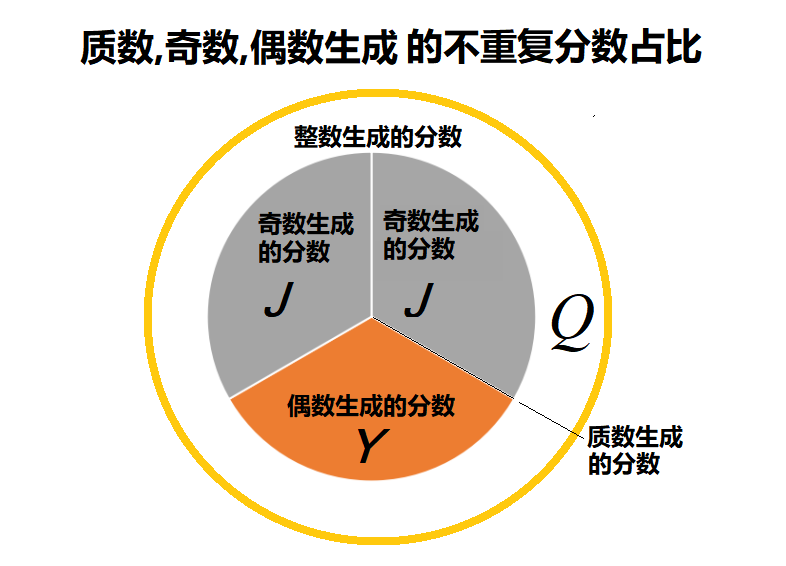 质数,奇数,偶数生成 的不重复分数占比
整数生成的分数
奇数生成
的分数
J
奇数生成
的分数
J
Q
偶数生成的分数
Y
质数生成
的分数